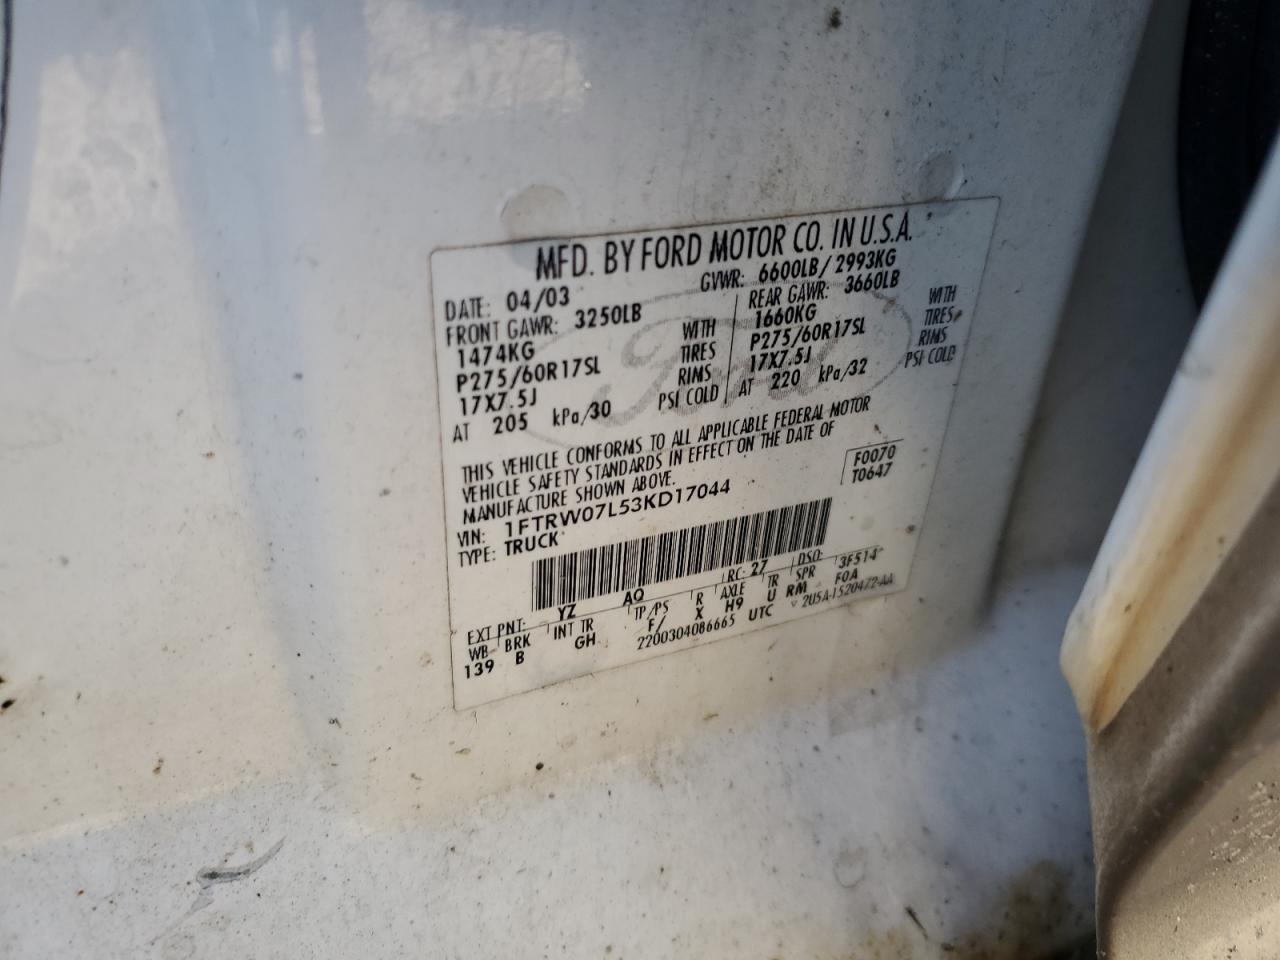 MFD. BY FORD MOTOR CO. IN U.S.A.
DATE: 04/03 GVWR: 6600LB/2993KG
FRONT GAWR: 3250LB REAR GAWR: 3660LB
1474KG WITH 1660KG WITH
P275/60R17SL TIRES P275/60R17SL TIRES
17X7.5J RIMS 17X7.5J RIMS
AT 205 kPa/30 PSI COLD AT 220 kPa/32 PSI COLD
Ford
THIS VEHICLE CONFORMS TO ALL APPLICABLE FEDERAL MOTOR
VEHICLE SAFETY STANDARDS IN EFFECT ON THE DATE OF
MANUFACTURE SHOWN ABOVE.
F0070
T0647
VIN: 1FTRW07L53KD17044
TYPE: TRUCK
EXT PNT: YZ AQ RC: 27 DSO: 3F514
WB BRK INT TR TP/PS R AXLE TR SPR
139 B GH F/ X H9 U RM F0A
2200304086665 UTC 2U5A-1520472-AA